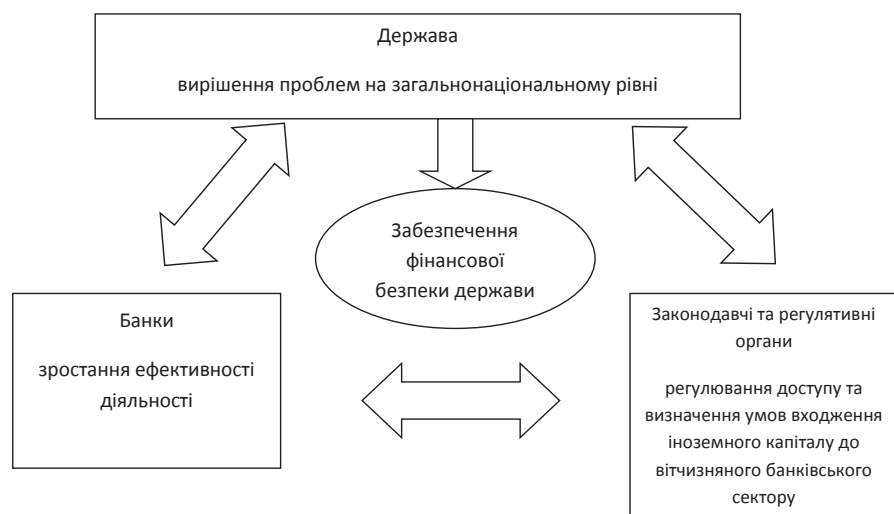 Держава
вирішення проблем на загальнонаціональному рівні
Забезпечення
фінансової
безпеки держави
Банки
зростання ефективності
діяльності
Законодавчі та регулятивні
органи
регулювання доступу та
визначення умов входження
іноземного капіталу до
вітчизняного банківського
сектору